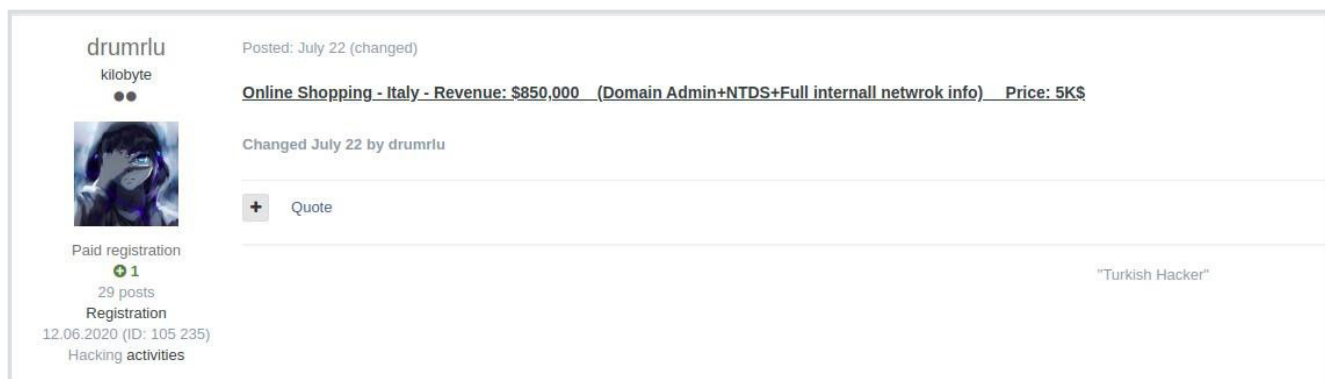 drumrlu
kilobyte
Paid registration
1
29 posts
Registration
12.06.2020 (ID: 105 235)
Hacking activities
Posted: July 22 (changed)
Online Shopping - Italy - Revenue: $850,000 (Domain Admin+NTDS+Full internall netwrok info) Price: 5K$
Changed July 22 by drumrlu
+ Quote
"Turkish Hacker"